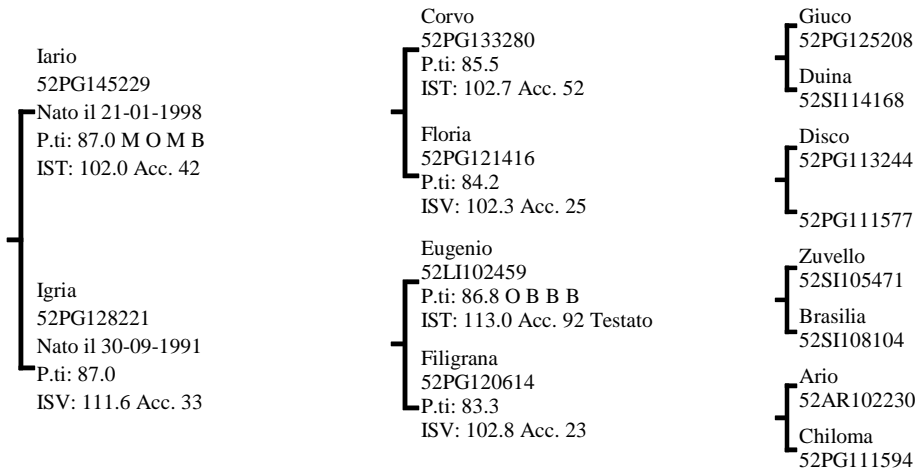 Iario
52PG145229
Nato il 21-01-1998
P.ti: 87.0 M O M B
IST: 102.0 Acc. 42
Igria
52PG128221
Nato il 30-09-1991
P.ti: 87.0
ISV: 111.6 Acc. 33
Corvo
52PG133280
P.ti: 85.5
IST: 102.7 Acc. 52
Floria
52PG121416
P.ti: 84.2
ISV: 102.3 Acc. 25
Eugenio
52LI102459
P.ti: 86.8 O B B B
IST: 113.0 Acc. 92 Testato
Filigrana
52PG120614
P.ti: 83.3
ISV: 102.8 Acc. 23
Giuco
52PG125208
Duina
52SI114168
Disco
52PG113244
52PG111577
Zuvello
52SI105471
Brasilia
52SI108104
Ario
52AR102230
Chiloma
52PG111594